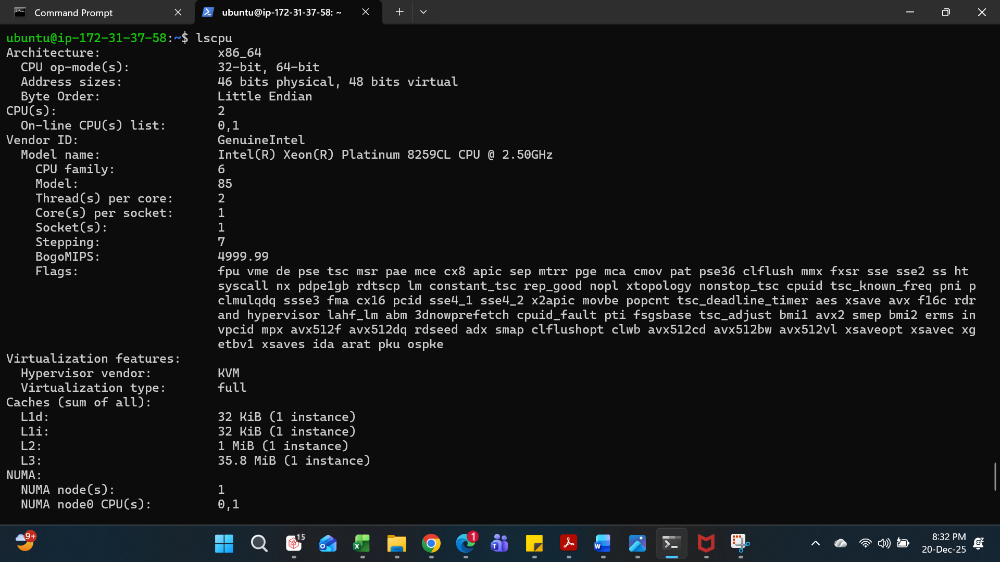 Command Prompt
ubuntu@ip-172-31-37-58: ~
ubuntu@ip-172-31-37-58:~$ lscpu
Architecture: x86_64
CPU op-mode(s): 32-bit, 64-bit
Address sizes: 46 bits physical, 48 bits virtual
Byte Order: Little Endian
CPU(s): 2
On-line CPU(s) list: 0,1
Vendor ID: GenuineIntel
Model name: Intel(R) Xeon(R) Platinum 8259CL CPU @ 2.50GHz
CPU family: 6
Model: 85
Thread(s) per core: 2
Core(s) per socket: 1
Socket(s): 1
Stepping: 7
BogoMIPS: 4999.99
Flags: fpu vme de pse tsc msr pae mce cx8 apic sep mtrr pge mca cmov pat pse36 clflush mmx fxsr sse sse2 ss ht
syscall nx pdpe1gb rdtscp lm constant_tsc rep_good nopl xtopology nonstop_tsc cpuid tsc_known_freq pni p
clmulqdq ssse3 fma cx16 pcid sse4_1 sse4_2 x2apic movbe popcnt tsc_deadline_timer aes xsave avx f16c rdr
and hypervisor lahf_lm abm 3dnowprefetch cpuid_fault pti fsgsbase tsc_adjust bmi1 avx2 smep bmi2 erms in
vpcid mpx avx512f avx512dq rdseed adx smap clflushopt clwb avx512cd avx512bw avx512vl xsaveopt xsavec xg
etbv1 xsaves ida arat pku ospke
Virtualization features:
Hypervisor vendor: KVM
Virtualization type: full
Caches (sum of all):
L1d: 32 KiB (1 instance)
L1i: 32 KiB (1 instance)
L2: 1 MiB (1 instance)
L3: 35.8 MiB (1 instance)
NUMA:
NUMA node(s): 1
NUMA node0 CPU(s): 0,1
9+
15
1
8:32 PM
20-Dec-25